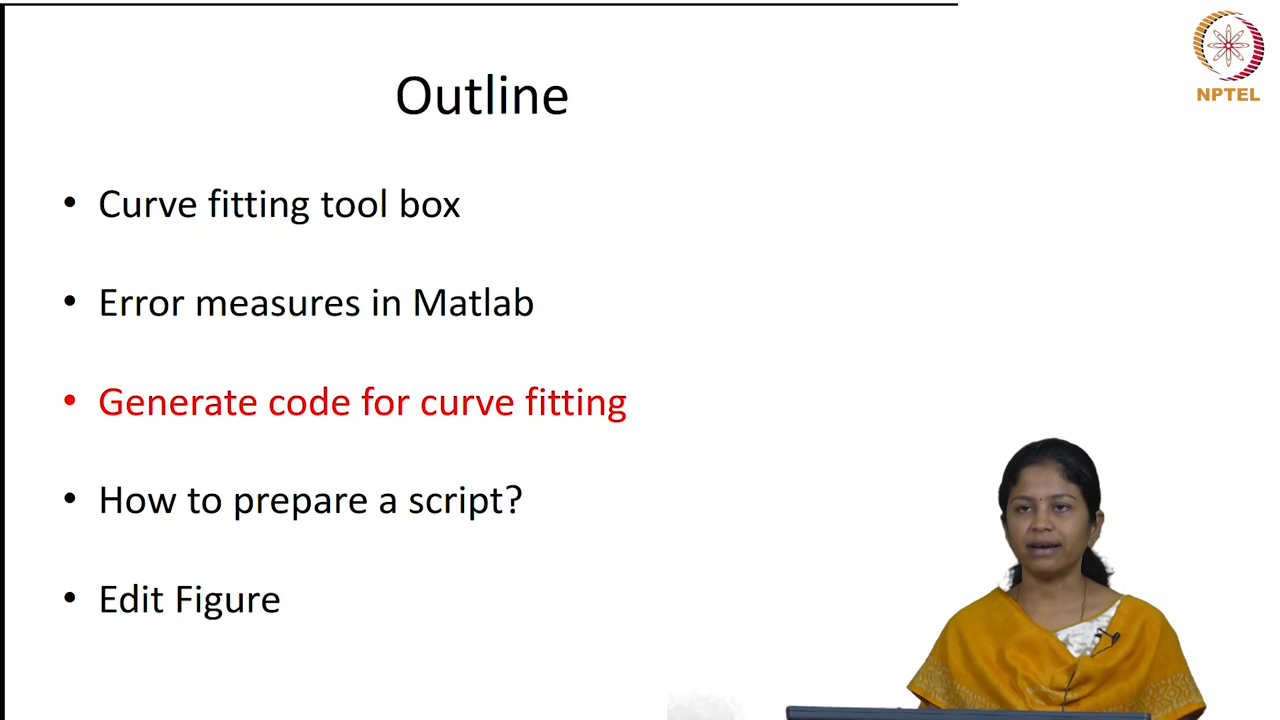 Outline
NPTEL
• Curve fitting tool box
• Error measures in Matlab
• Generate code for curve fitting
• How to prepare a script?
• Edit Figure